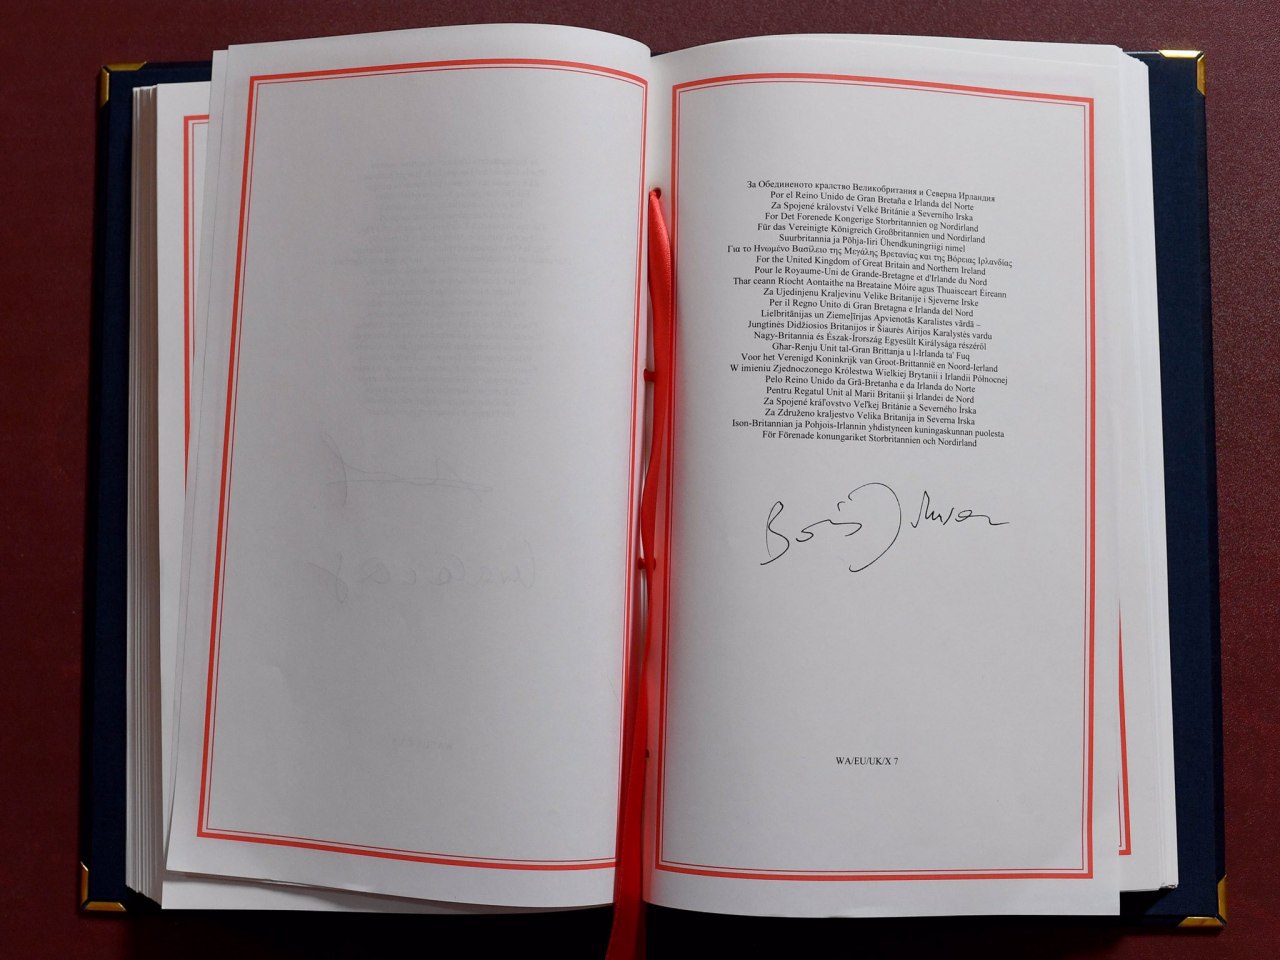 За Обединеното кралство Великобритания и Северна Ирландия
Por el Reino Unido de Gran Bretaña e Irlanda del Norte
Za Spojené království Velké Británie a Severního Irska
For Det Forenede Kongerige Storbritannien og Nordirland
Für das Vereinigte Königreich Großbritannien und Nordirland
Suurbritannia ja Põhja-Iiri Ühendkuningriigi nimel
Για το Ηνωμένο Βασίλειο της Μεγάλης Βρετανίας και της Βόρειας Ιρλανδίας
For the United Kingdom of Great Britain and Northern Ireland
Pour le Royaume-Uni de Grande-Bretagne et d'Irlande du Nord
Thar ceann Ríocht Aontaithe na Breataine Móire agus Thuaisceart Éireann
Za Ujedinjenu Kraljevinu Velike Britanije i Sjeverne Irske
Per il Regno Unito di Gran Bretagna e Irlanda del Nord
Lielbritānijas un Ziemeļīrijas Apvienotās Karalistes vārdā –
Jungtinės Didžiosios Britanijos ir Šiaurės Airijos Karalystės vardu
Nagy-Britannia és Észak-Írország Egyesült Királysága részéről
Għar-Renju Unit tal-Gran Brittanja u l-Irlanda ta' Fuq
Voor het Verenigd Koninkrijk van Groot-Brittannië en Noord-Ierland
W imieniu Zjednoczonego Królestwa Wielkiej Brytanii i Irlandii Północnej
Pelo Reino Unido da Grã-Bretanha e da Irlanda do Norte
Pentru Regatul Unit al Marii Britanii și Irlandei de Nord
Za Spojené kráľovstvo Veľkej Británie a Severného Írska
Za Združeno kraljestvo Velika Britanija in Severna Irska
Ison-Britannian ja Pohjois-Irlannin yhdistyneen kuningaskunnan puolesta
För Förenade konungariket Storbritannien och Nordirland
Boris Johnson
WA/EU/UK/X 7